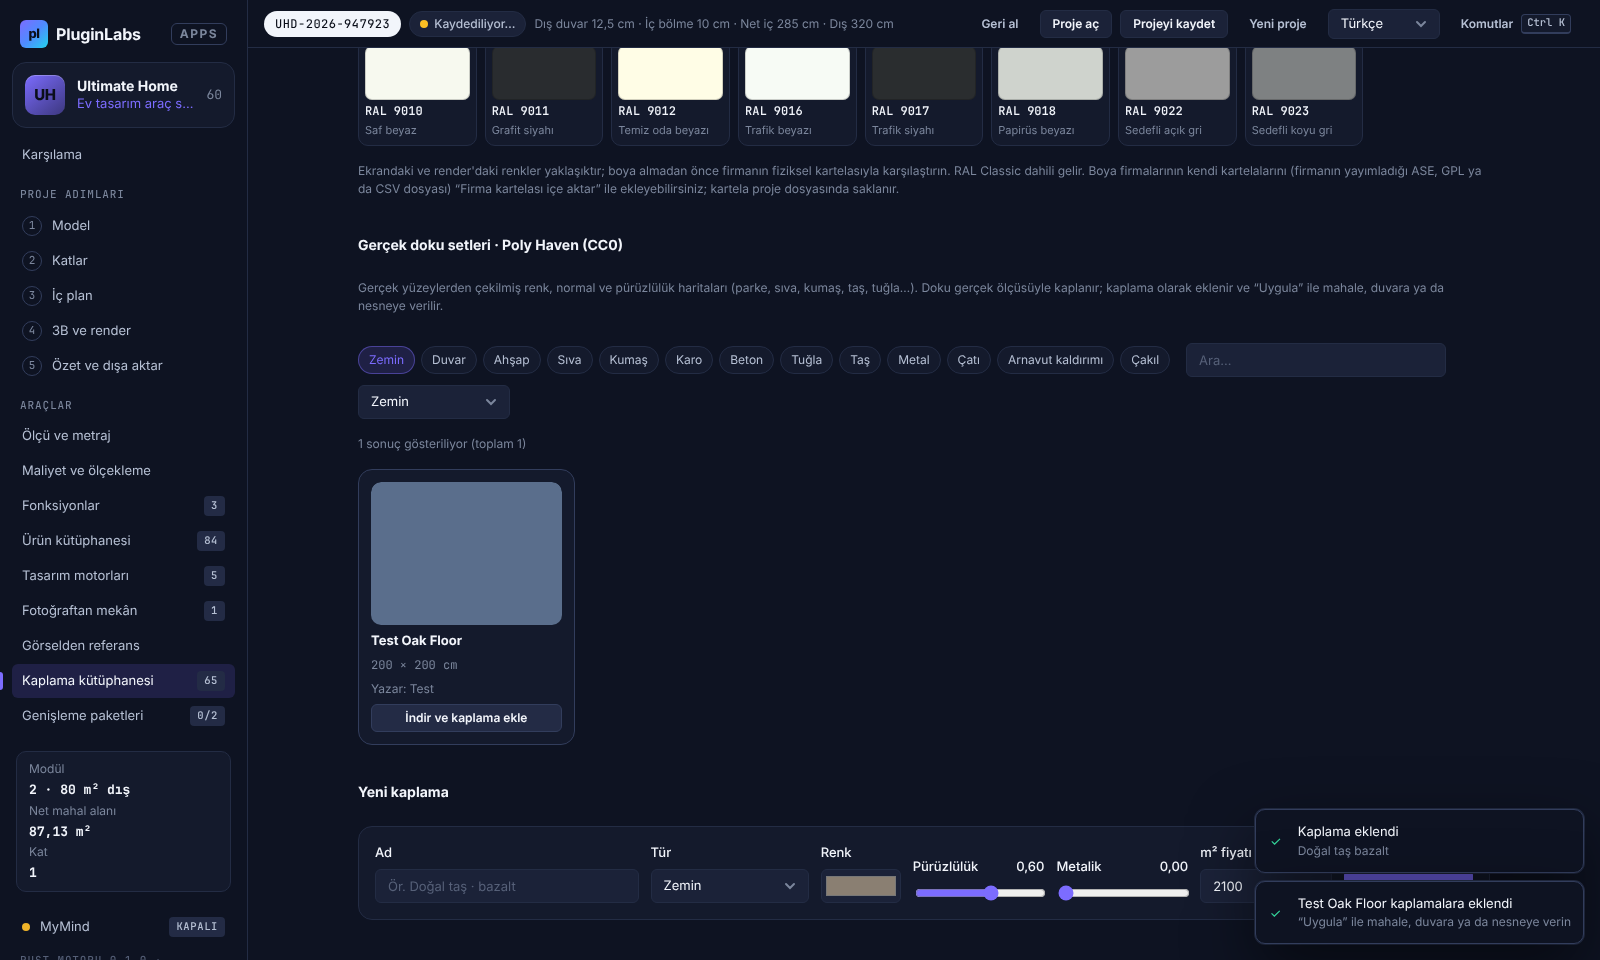 pl PluginLabs APPS
UH Ultimate Home
Ev tasarım araç s... 60
Karşılama
PROJE ADIMLARI
1 Model
2 Katlar
3 İç plan
4 3B ve render
5 Özet ve dışa aktar
ARAÇLAR
Ölçü ve metraj
Maliyet ve ölçekleme
Fonksiyonlar 3
Ürün kütüphanesi 84
Tasarım motorları 5
Fotoğraftan mekân 1
Görselden referans
Kaplama kütüphanesi 65
Genişleme paketleri 0/2
Modül
2 · 80 m² dış
Net mahal alanı
87,13 m²
Kat
1
MyMind KAPALI
UHD-2026-947923 Kaydediliyor... Dış duvar 12,5 cm · İç bölme 10 cm · Net iç 285 cm · Dış 320 cm Geri al Proje aç Projeyi kaydet Yeni proje Türkçe Komutlar Ctrl K
RAL 9010 RAL 9011 RAL 9012 RAL 9016 RAL 9017 RAL 9018 RAL 9022 RAL 9023
Saf beyaz Grafit siyahı Temiz oda beyazı Trafik beyazı Trafik siyahı Papirüs beyazı Sedefli açık gri Sedefli koyu gri
Ekrandaki ve render'daki renkler yaklaşıktır; boya almadan önce firmanın fiziksel kartelasıyla karşılaştırın. RAL Classic dahili gelir. Boya firmalarının kendi kartelalarını (firmanın yayımladığı ASE, GPL ya
da CSV dosyası) “Firma kartelası içe aktar” ile ekleyebilirsiniz; kartela proje dosyasında saklanır.
Gerçek doku setleri · Poly Haven (CC0)
Gerçek yüzeylerden çekilmiş renk, normal ve pürüzlülük haritaları (parke, sıva, kumaş, taş, tuğla...). Doku gerçek ölçüsüyle kaplanır; kaplama olarak eklenir ve “Uygula” ile mahale, duvara ya da
nesneye verilir.
Zemin Duvar Ahşap Sıva Kumaş Karo Beton Tuğla Taş Metal Çatı Arnavut kaldırımı Çakıl Ara...
Zemin
1 sonuç gösteriliyor (toplam 1)
Test Oak Floor
200 × 200 cm
Yazar: Test
İndir ve kaplama ekle
Yeni kaplama
Ad Tür Renk Pürüzlülük 0,60 Metalik 0,00 m² fiyatı
Ör. Doğal taş · bazalt Zemin 2100
Kaplama eklendi
Doğal taş bazalt
Test Oak Floor kaplamalara eklendi
“Uygula” ile mahale, duvara ya da nesneye verin